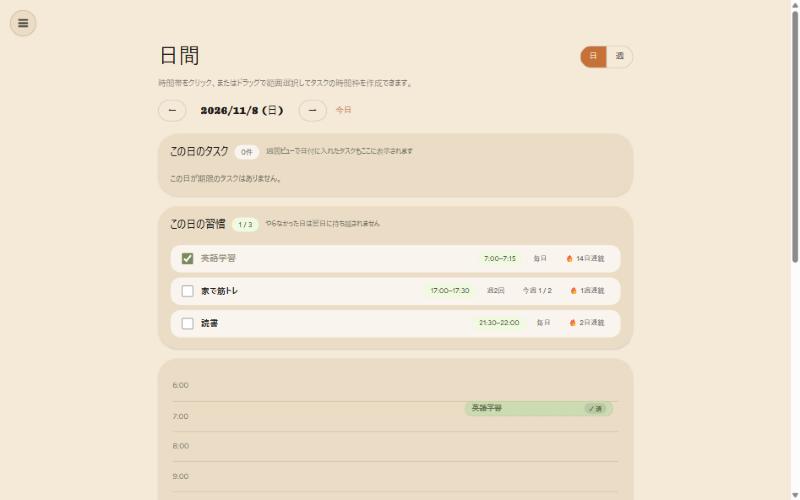 日間
日 週
時間帯をクリック、またはドラッグで範囲選択してタスクの時間枠を作成できます。
← 2026/11/8 (日) → 今日
この日のタスク 0件 週間ビューで日付に入れたタスクもここに表示されます
この日が期限のタスクはありません。
この日の習慣 1 / 3 やらなかった日は翌日に持ち越されません
英語学習 7:00–7:15 毎日 🔥 14日連続
家で筋トレ 17:00–17:30 週2回 今週 1 / 2 🔥 1週連続
読書 21:30–22:00 毎日 🔥 2日連続
6:00
英語学習 ✓ 済
7:00
8:00
9:00